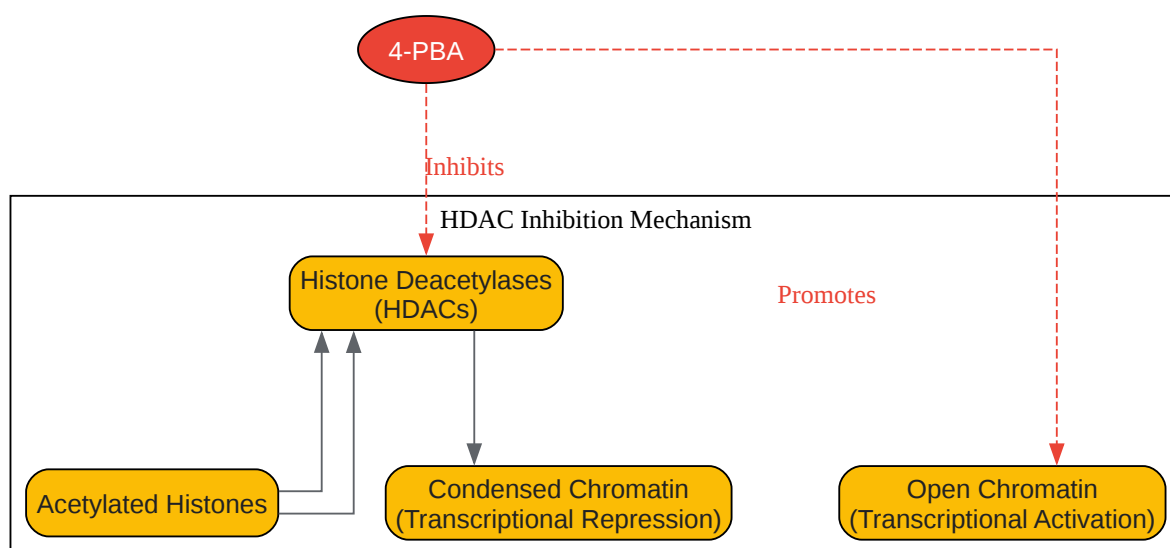 4-PBA
Inhibits
HDAC Inhibition Mechanism
Histone Deacetylases
(HDACs)
Promotes
Acetylated Histones
Condensed Chromatin
(Transcriptional Repression)
Open Chromatin
(Transcriptional Activation)